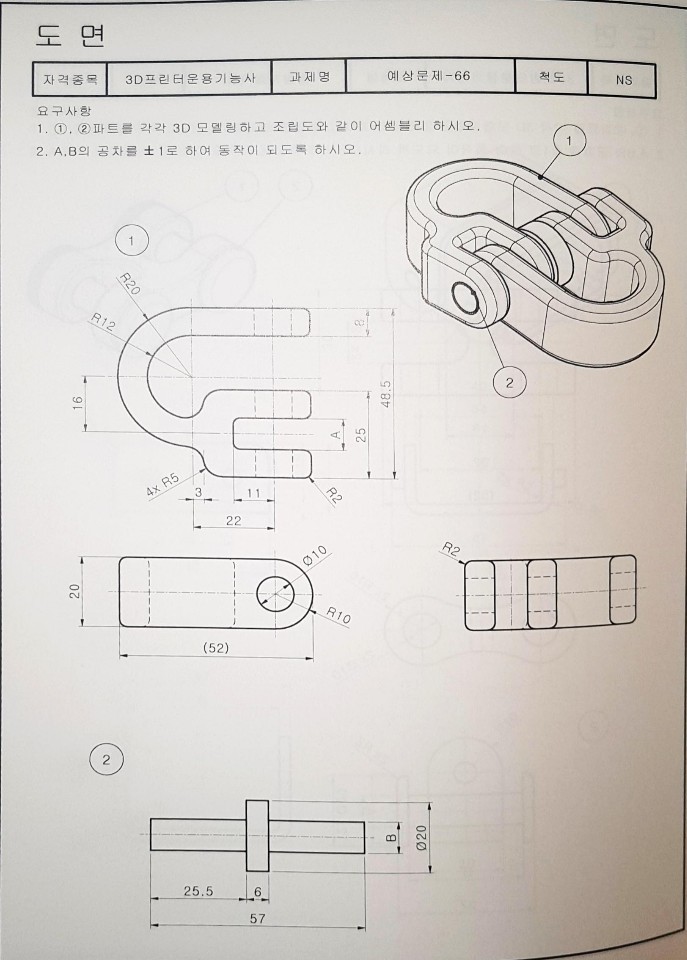 도 면
자격종목 3D프린터운용기능사 과제명 예상문제-66 척도 NS
요구사항
1. ①, ②파트를 각각 3D 모델링하고 조립도와 같이 어셈블리 하시오.
2. A,B의 공차를 ±1로 하여 동작이 되도록 하시오.
1
2
1
R20
R12
8
48.5
16
A
25
4x R5
3
11
R2
22
20
Ø10
R10
(52)
R2
2
B
Ø20
25.5
6
57